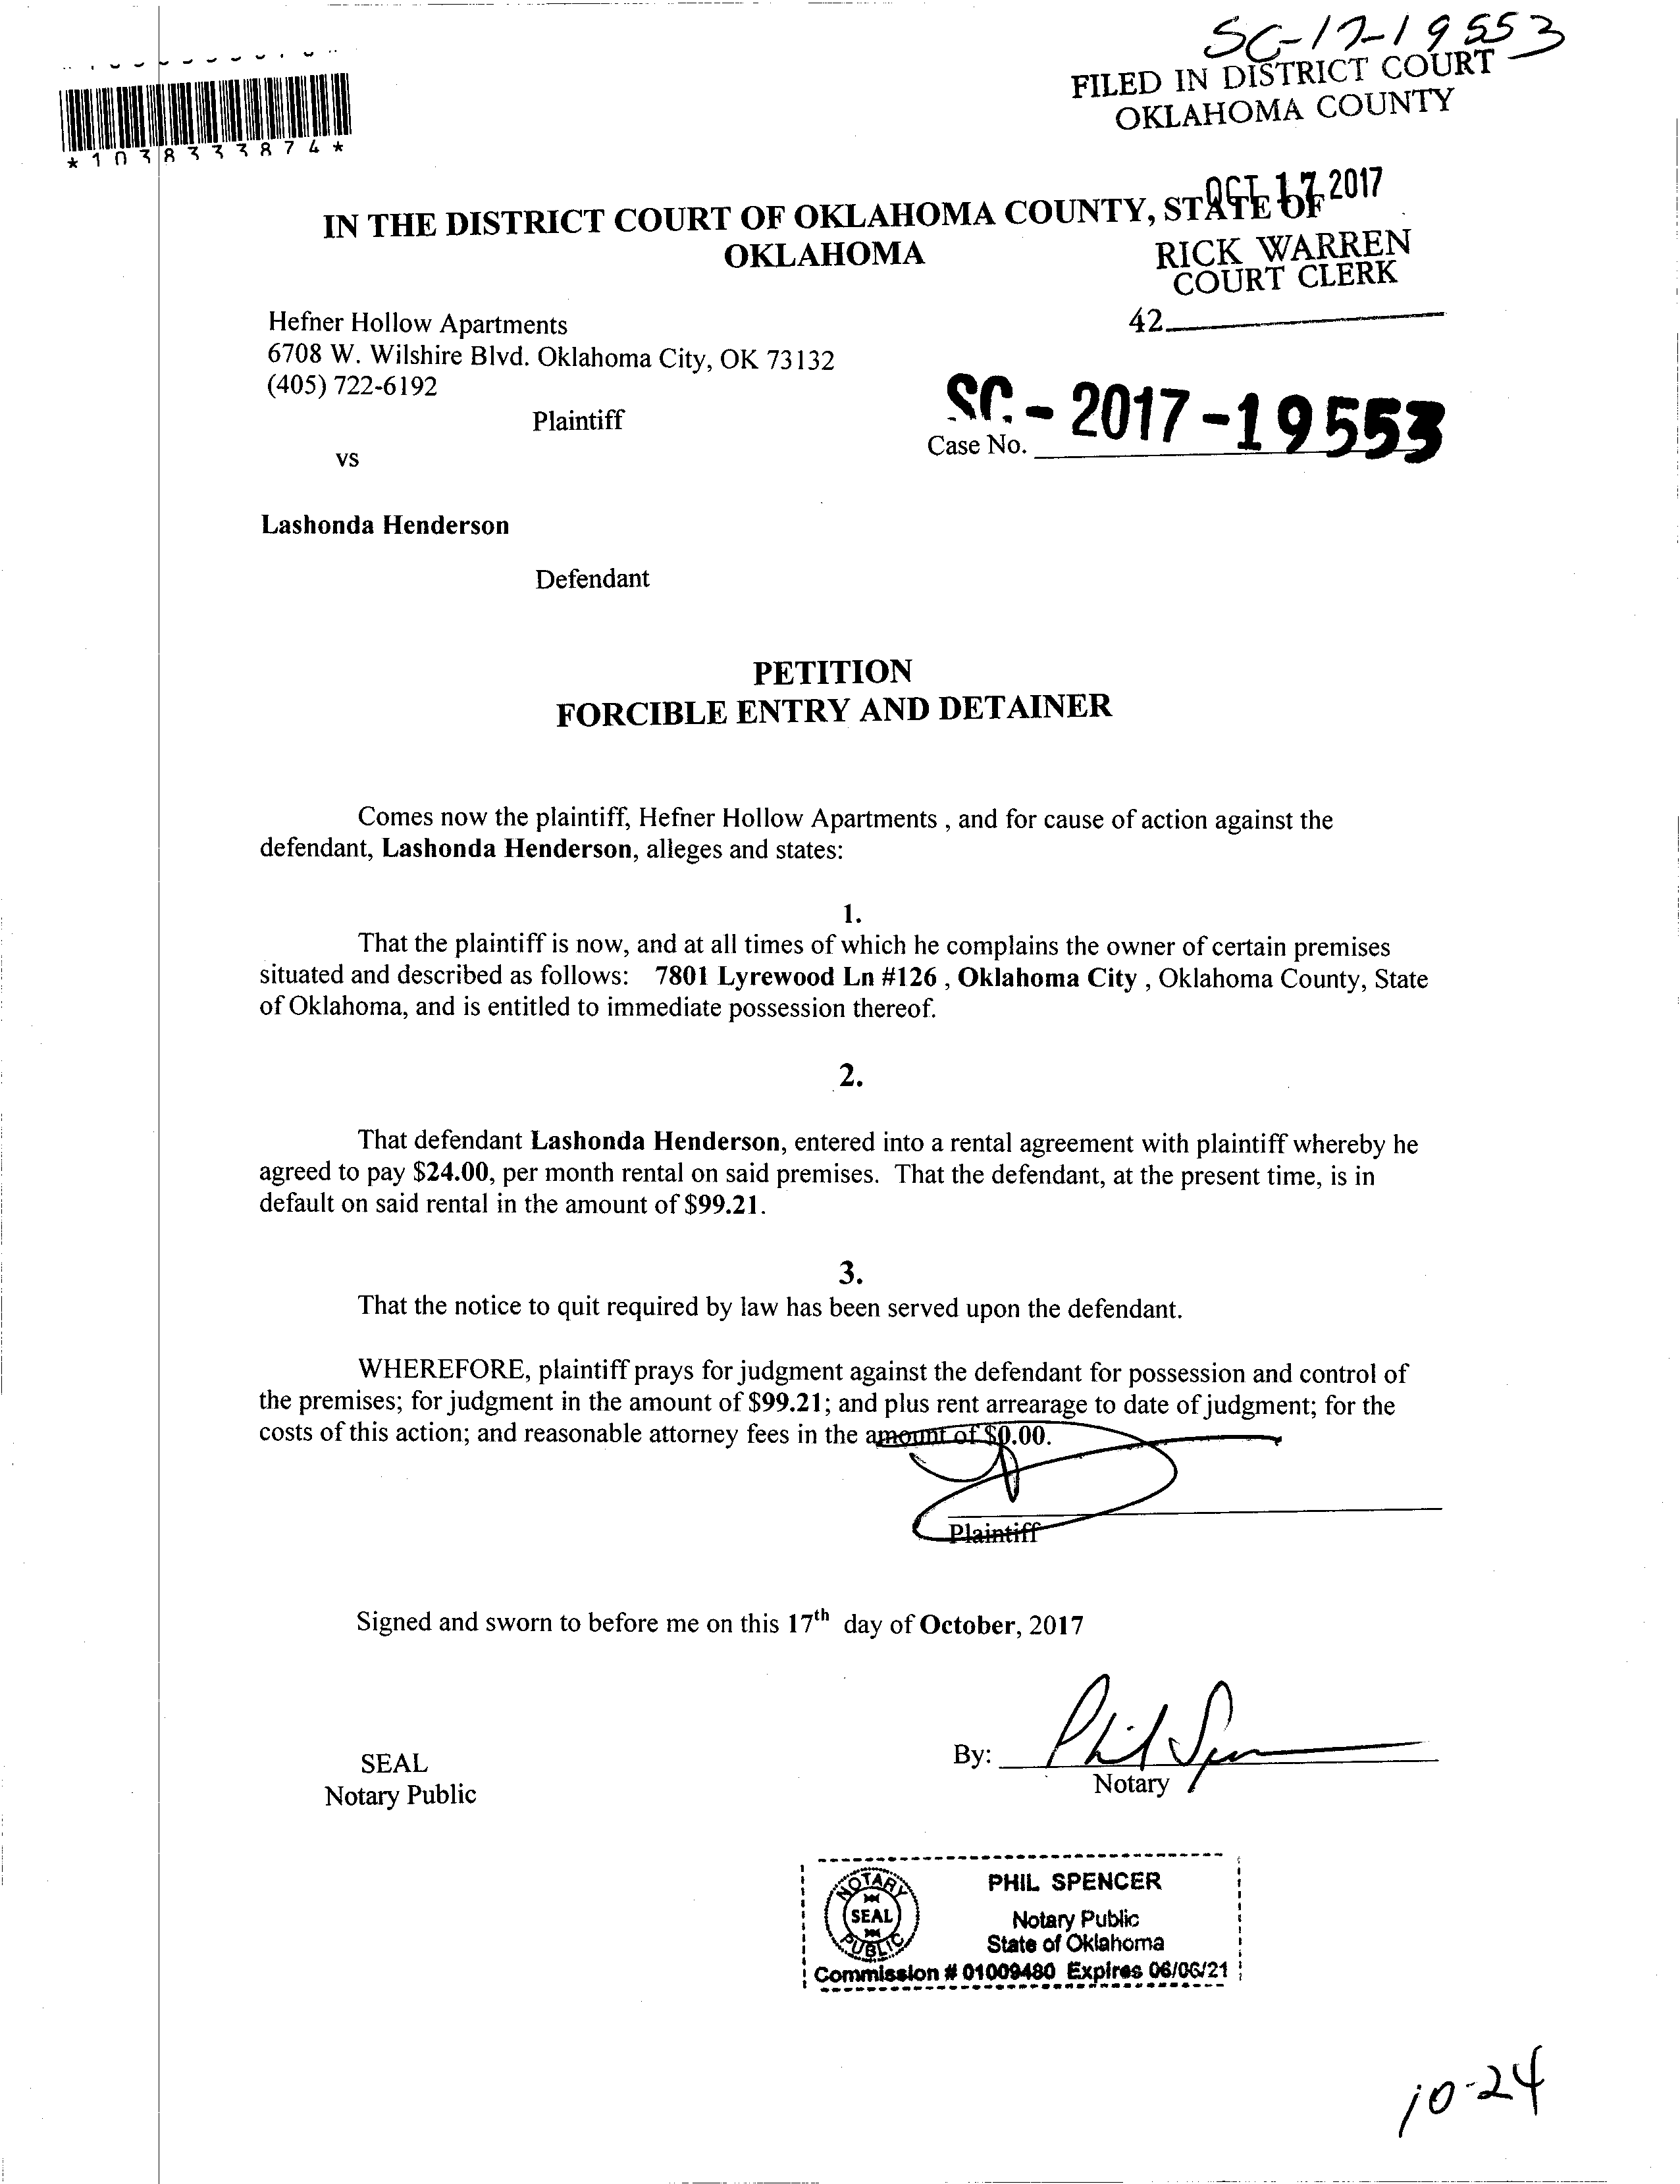 SC-17-19553
FILED IN DISTRICT COURT
OKLAHOMA COUNTY
*1038333874*
OCT 17 2017
IN THE DISTRICT COURT OF OKLAHOMA COUNTY, STATE OF
OKLAHOMA
RICK WARREN
COURT CLERK
42
Hefner Hollow Apartments
6708 W. Wilshire Blvd. Oklahoma City, OK 73132
(405) 722-6192
Plaintiff
SC - 2017 - 19553
Case No.
vs
Lashonda Henderson
Defendant
PETITION
FORCIBLE ENTRY AND DETAINER
Comes now the plaintiff, Hefner Hollow Apartments , and for cause of action against the
defendant, Lashonda Henderson, alleges and states:
1.
That the plaintiff is now, and at all times of which he complains the owner of certain premises
situated and described as follows: 7801 Lyrewood Ln #126 , Oklahoma City , Oklahoma County, State
of Oklahoma, and is entitled to immediate possession thereof.
2.
That defendant Lashonda Henderson, entered into a rental agreement with plaintiff whereby he
agreed to pay $24.00, per month rental on said premises. That the defendant, at the present time, is in
default on said rental in the amount of $99.21.
3.
That the notice to quit required by law has been served upon the defendant.
WHEREFORE, plaintiff prays for judgment against the defendant for possession and control of
the premises; for judgment in the amount of $99.21; and plus rent arrearage to date of judgment; for the
costs of this action; and reasonable attorney fees in the amount of $0.00.
Plaintiff
Signed and sworn to before me on this 17th day of October, 2017
SEAL
Notary Public
By: Phil Spencer
Notary
NOTARY SEAL PUBLIC
PHIL SPENCER
Notary Public
State of Oklahoma
Commission # 01009480 Expires 06/06/21
10-24